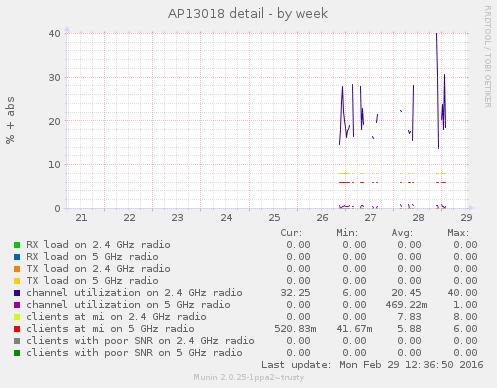 AP13018 detail - by week
RRDTOOL / TOBI OETIKER
% + abs
40
30
20
10
0
21 22 23 24 25 26 27 28 29
Cur: Min: Avg: Max:
RX load on 2.4 GHz radio 0.00 0.00 0.00 0.00
RX load on 5 GHz radio 0.00 0.00 0.00 0.00
TX load on 2.4 GHz radio 0.00 0.00 0.00 0.00
TX load on 5 GHz radio 0.00 0.00 0.00 0.00
channel utilization on 2.4 GHz radio 32.25 6.00 20.45 40.00
channel utilization on 5 GHz radio 0.00 0.00 469.22m 1.00
clients at mi on 2.4 GHz radio 0.00 0.00 7.83 8.00
clients at mi on 5 GHz radio 520.83m 41.67m 5.88 6.00
clients with poor SNR on 2.4 GHz radio 0.00 0.00 0.00 0.00
clients with poor SNR on 5 GHz radio 0.00 0.00 0.00 0.00
Last update: Mon Feb 29 12:36:50 2016
Munin 2.0.25-1ppa2~trusty